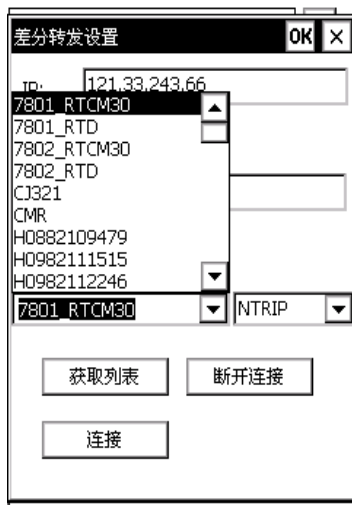 差分转发设置 OK ×
IP: 121.33.243.66
7801_RTCM30
7801_RTD
7802_RTCM30
7802_RTD
CJ321
CMR
H0882109479
H0982111515
H0982112246
7801_RTCM30 NTRIP
获取列表 断开连接
连接